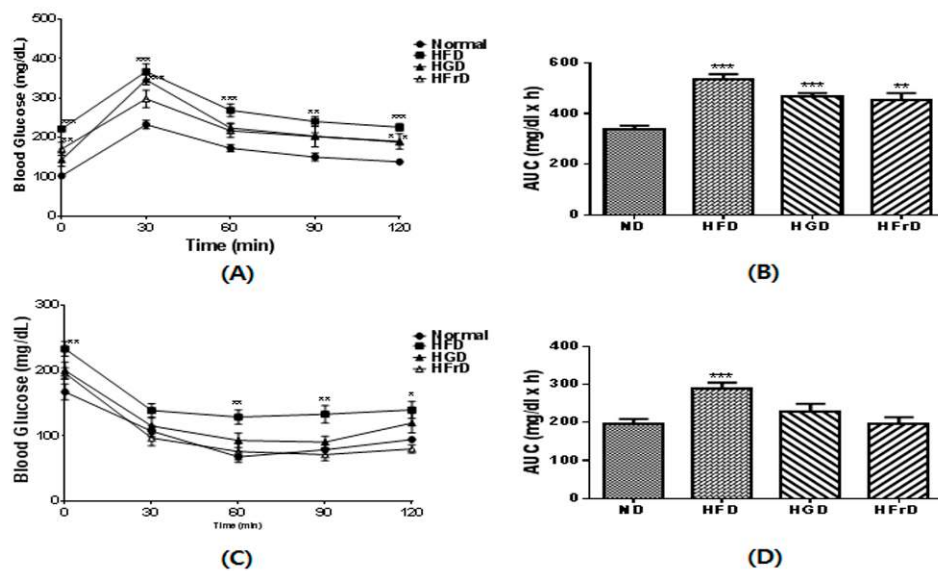 500
400
300
200
100
0
Blood Glucose (mg/dL)
***
***
***
**
***
***
**
Normal
HFD
HGD
HFrD
0 30 60 90 120
Time (min)
(A)
600
400
200
0
AUC (mg/dl x h)
*** *** **
ND HFD HGD HFrD
(B)
300
200
100
0
Blood Glucose (mg/dL)
**
**
**
*
Normal
HFD
HGD
HFrD
0 30 60 90 120
Time (min)
(C)
400
300
200
100
0
AUC (mg/dl x h)
***
ND HFD HGD HFrD
(D)